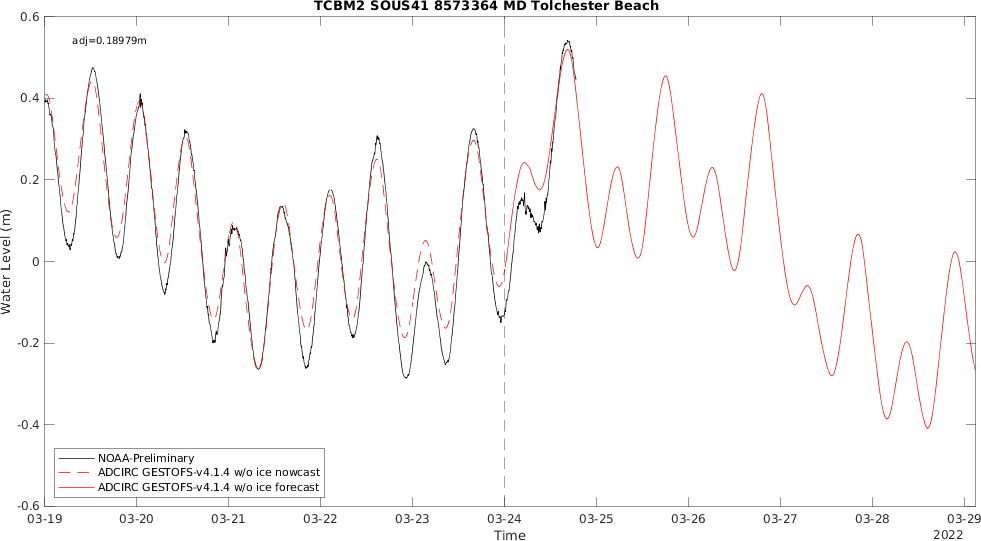 TCBM2 SOUS41 8573364 MD Tolchester Beach
adj=0.18979m
Water Level (m)
0.6
0.4
0.2
0
-0.2
-0.4
-0.6
NOAA-Preliminary
ADCIRC GESTOFS-v4.1.4 w/o ice nowcast
ADCIRC GESTOFS-v4.1.4 w/o ice forecast
03-19 03-20 03-21 03-22 03-23 03-24 03-25 03-26 03-27 03-28 03-29
Time
2022